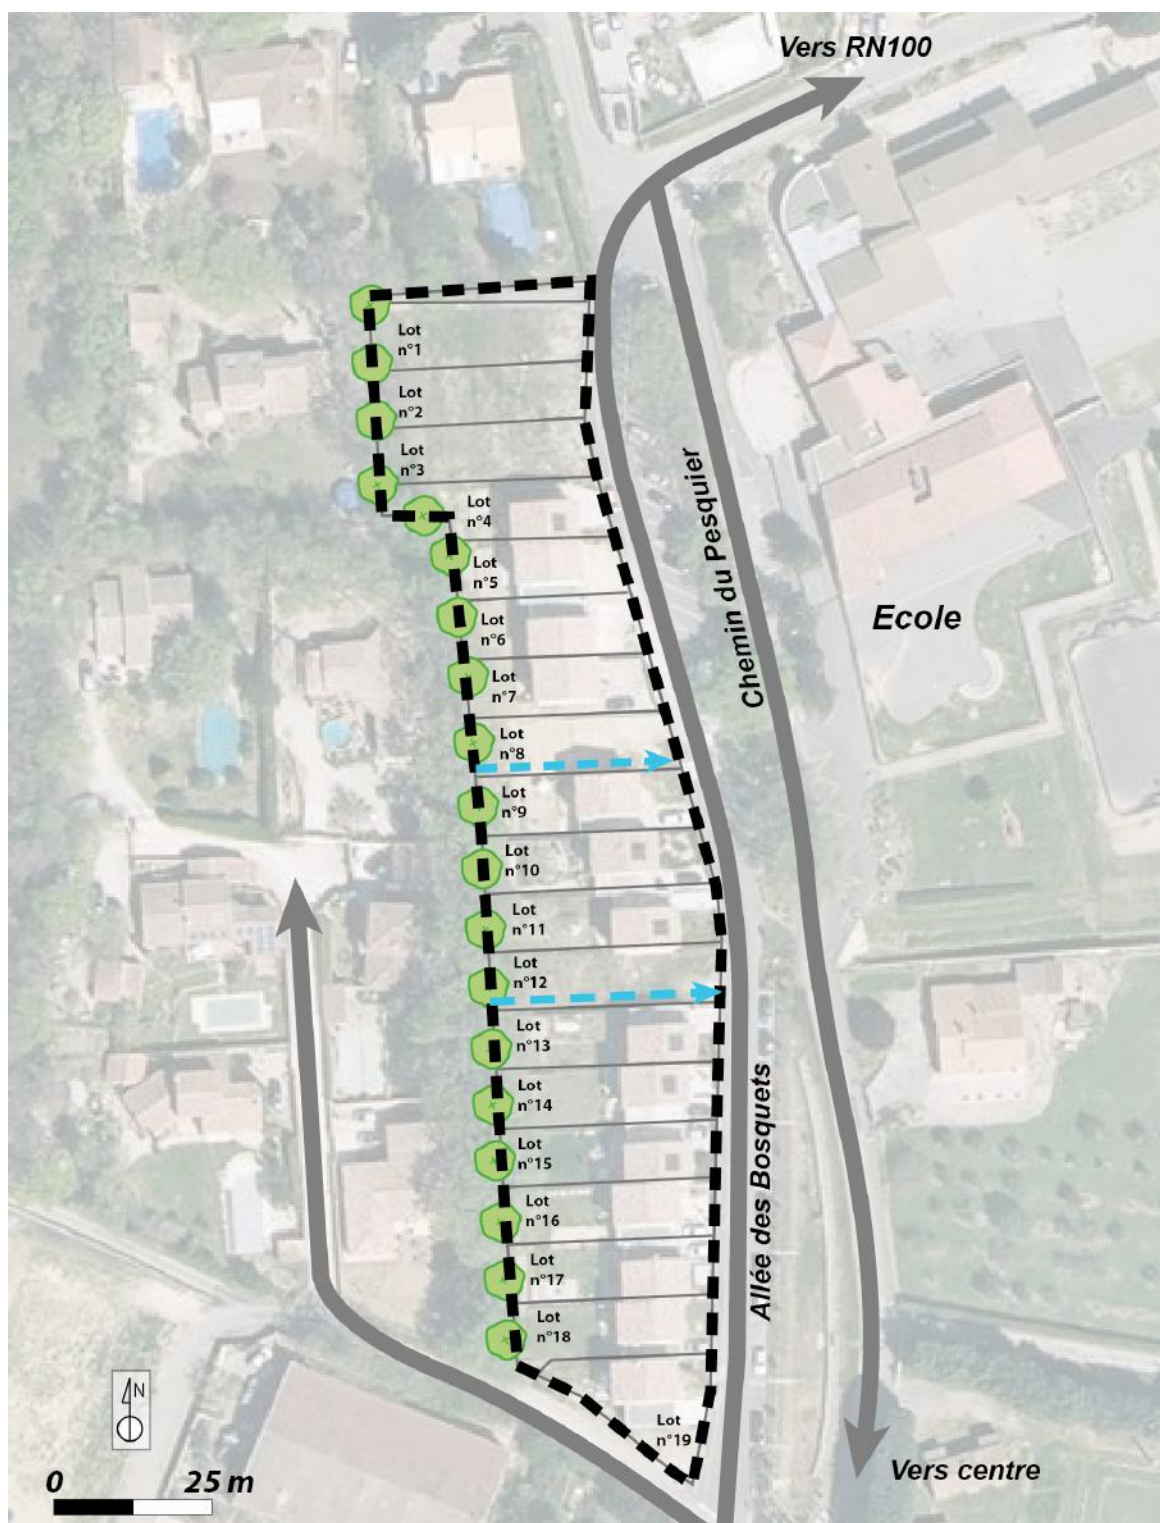 Vers RN100
Lot
n°1
Lot
n°2
Lot
n°3
Lot
n°4
Lot
n°5
Lot
n°6
Lot
n°7
Lot
n°8
Lot
n°9
Lot
n°10
Lot
n°11
Lot
n°12
Lot
n°13
Lot
n°14
Lot
n°15
Lot
n°16
Lot
n°17
Lot
n°18
Lot
n°19
Chemin du Pesquier
Ecole
Allée des Bosquets
Vers centre
N
0 25 m